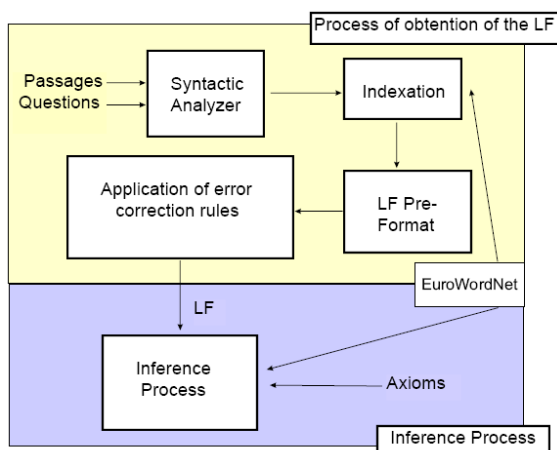 Process of obtention of the LF
Passages
Questions
Syntactic
Analyzer
Indexation
Application of error
correction rules
LF Pre-
Format
EuroWordNet
LF
Inference
Process
Axioms
Inference Process